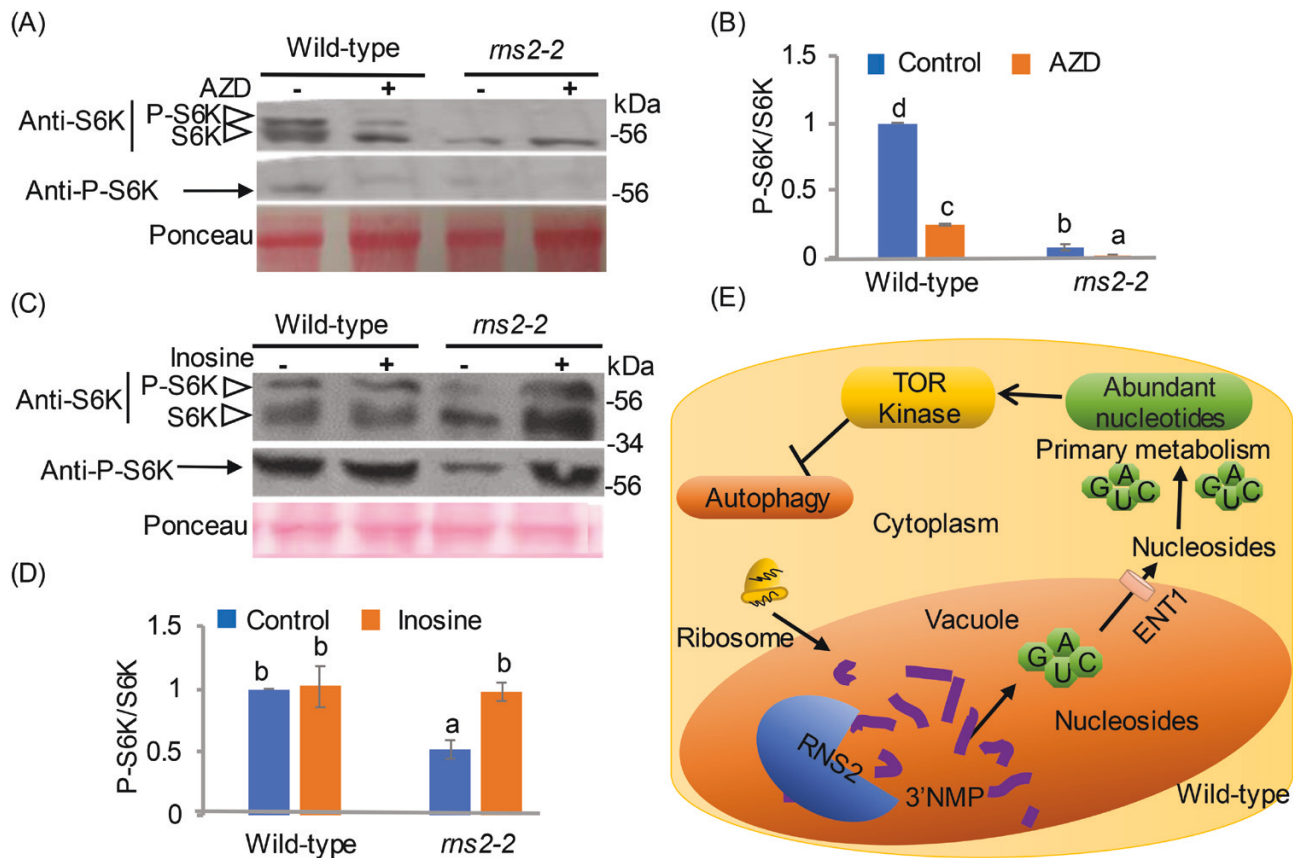 (A)
Wild-type
rns2-2
AZD - + - +
kDa
Anti-S6K
P-S6K
S6K
-56
Anti-P-S6K
-56
Ponceau
(B)
1.5
1
0.5
0
P-S6K/S6K
Control
AZD
d
c
b
a
Wild-type
rns2-2
(C)
Wild-type
rns2-2
Inosine - + - +
kDa
Anti-S6K
P-S6K
S6K
-56
-34
Anti-P-S6K
-56
Ponceau
(D)
1.5
1
0.5
0
P-S6K/S6K
Control
Inosine
b
b
a
b
Wild-type
rns2-2
(E)
TOR
Kinase
Abundant
nucleotides
Primary metabolism
G A U C
G A U C
Autophagy
Cytoplasm
Nucleosides
ENT1
Ribosome
Vacuole
G A U C
Nucleosides
RNS2
3'NMP
Wild-type